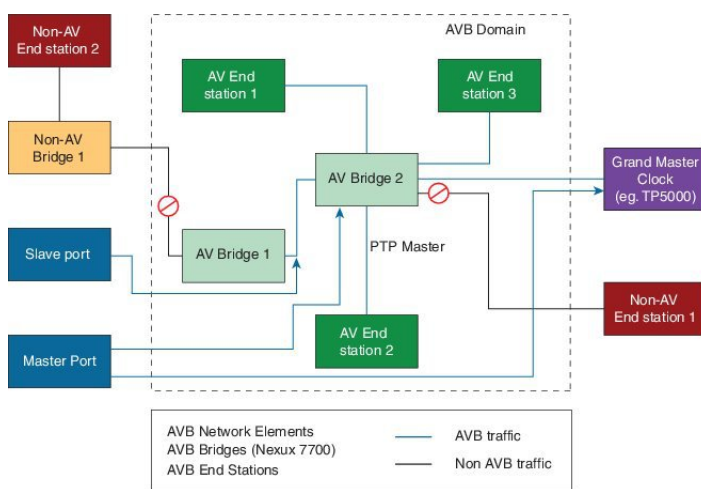 Non-AV
End station 2
AVB Domain
AV End
station 1
AV End
station 3
Non-AV
Bridge 1
AV Bridge 2
Grand Master
Clock
(eg. TP5000)
Slave port
AV Bridge 1
PTP Master
Non-AV
End station 1
Master Port
AV End
station 2
AVB Network Elements
AVB Bridges (Nexux 7700)
AVB End Stations
AVB traffic
Non AVB traffic